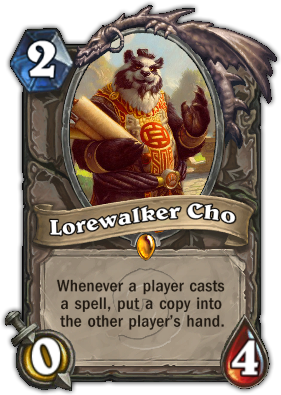 2
Lorewalker Cho
Whenever a player casts
a spell, put a copy into
the other player's hand.
0
4